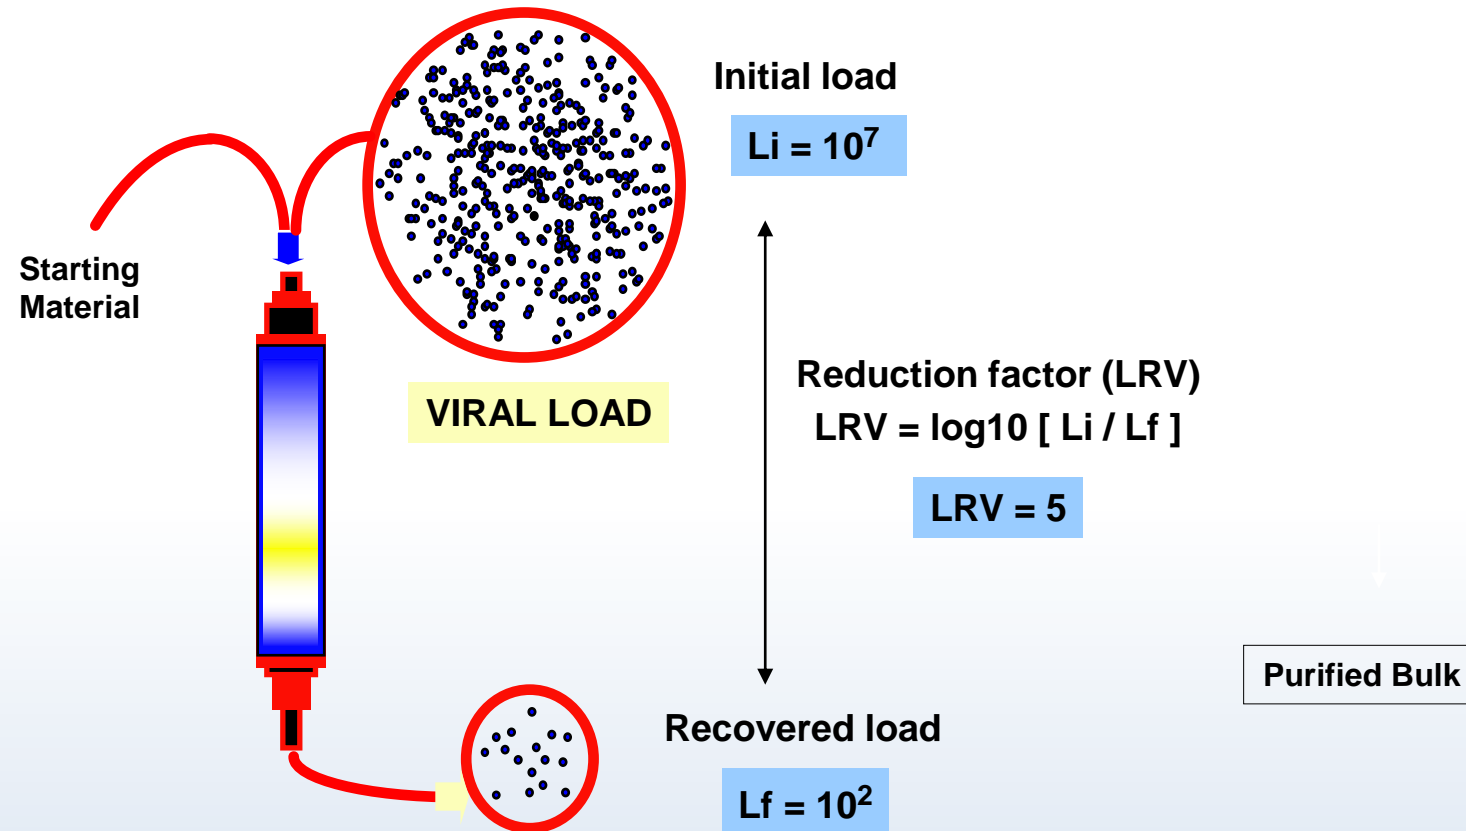 Initial load
Li = 10⁷
Starting
Material
VIRAL LOAD
Reduction factor (LRV)
LRV = log10 [ Li / Lf ]
LRV = 5
Purified Bulk
Recovered load
Lf = 10²